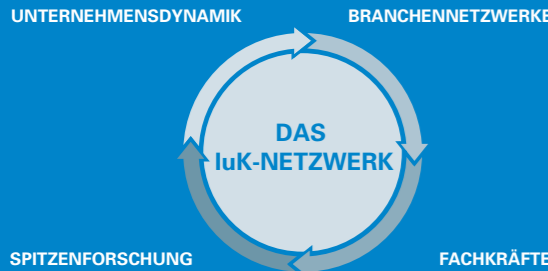 UNTERNEHMENSDYNAMIK
BRANCHENNETZWERKE
DAS
IuK-NETZWERK
SPITZENFORSCHUNG
FACHKRÄFTE